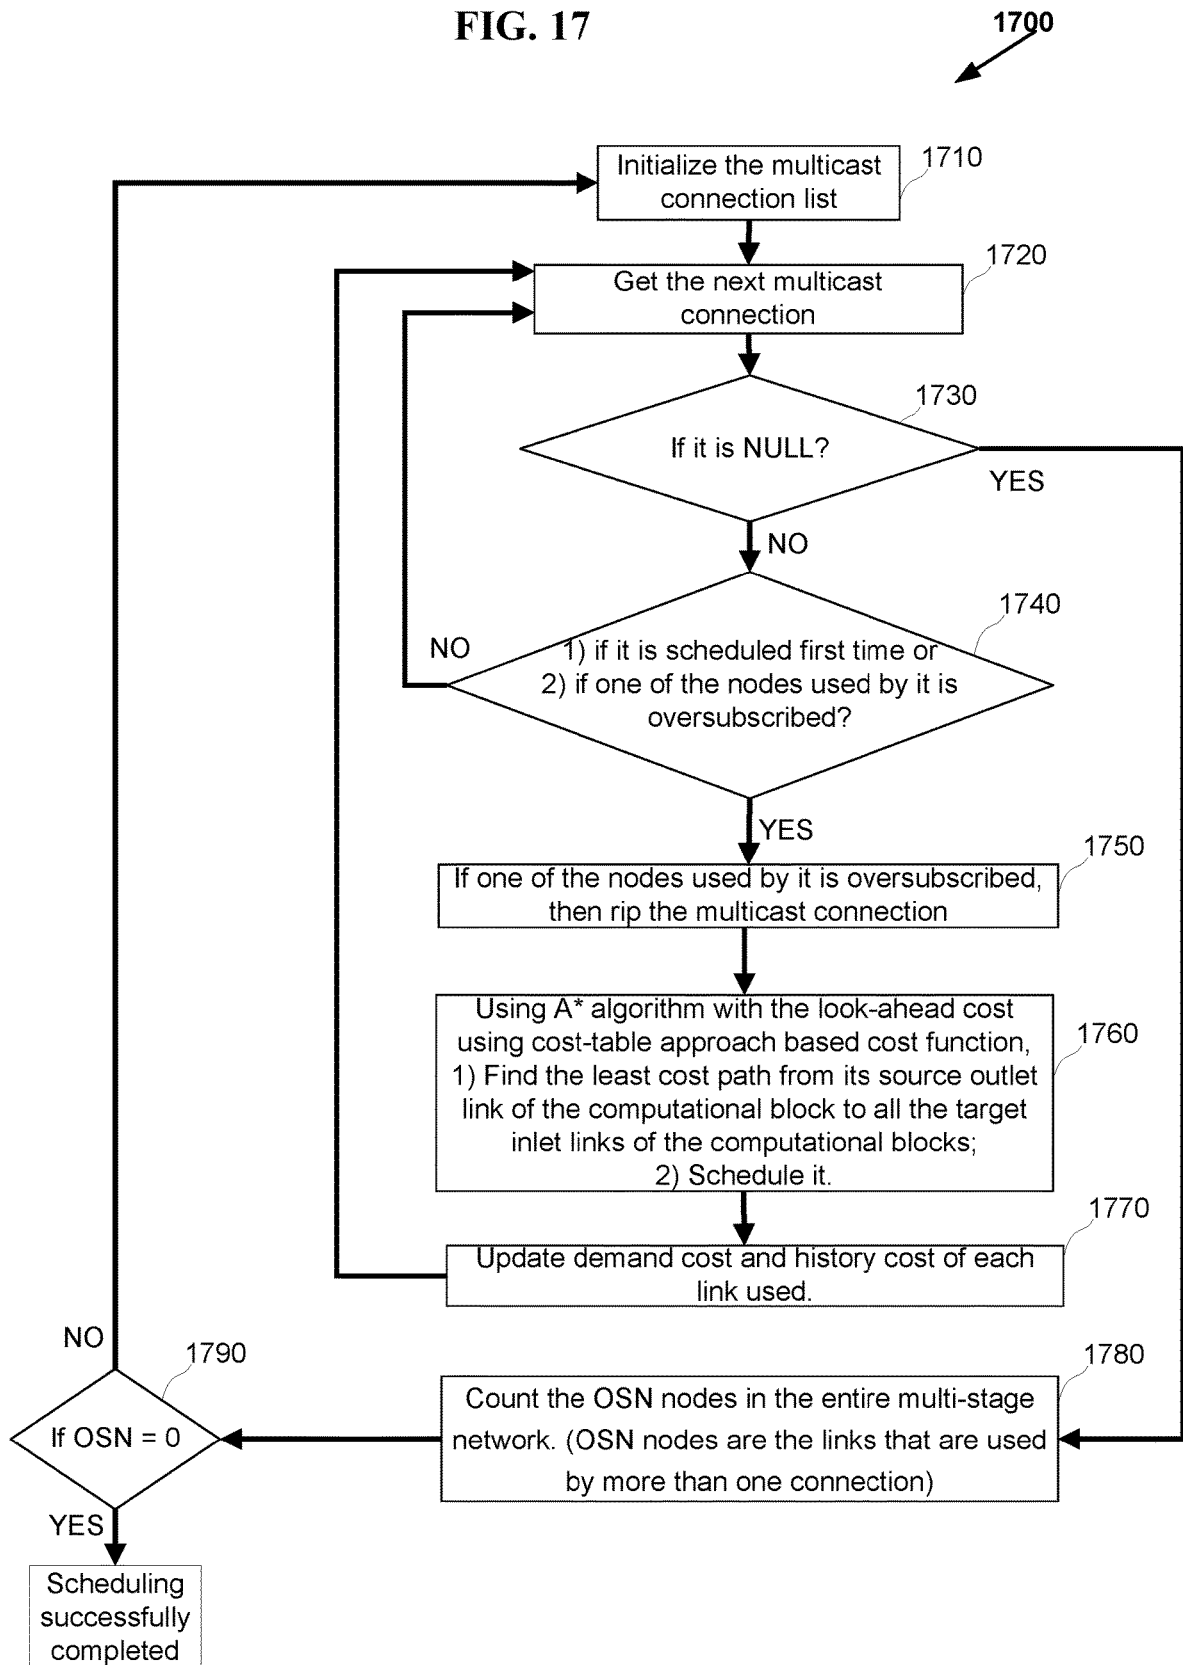 FIG. 17
1700
Initialize the multicast
connection list
1710
Get the next multicast
connection
1720
If it is NULL?
1730
YES
NO
1) if it is scheduled first time or
2) if one of the nodes used by it is
oversubscribed?
1740
NO
YES
If one of the nodes used by it is oversubscribed,
then rip the multicast connection
1750
Using A* algorithm with the look-ahead cost
using cost-table approach based cost function,
1) Find the least cost path from its source outlet
link of the computational block to all the target
inlet links of the computational blocks;
2) Schedule it.
1760
Update demand cost and history cost of each
link used.
1770
Count the OSN nodes in the entire multi-stage
network. (OSN nodes are the links that are used
by more than one connection)
1780
If OSN = 0
1790
NO
YES
Scheduling
successfully
completed